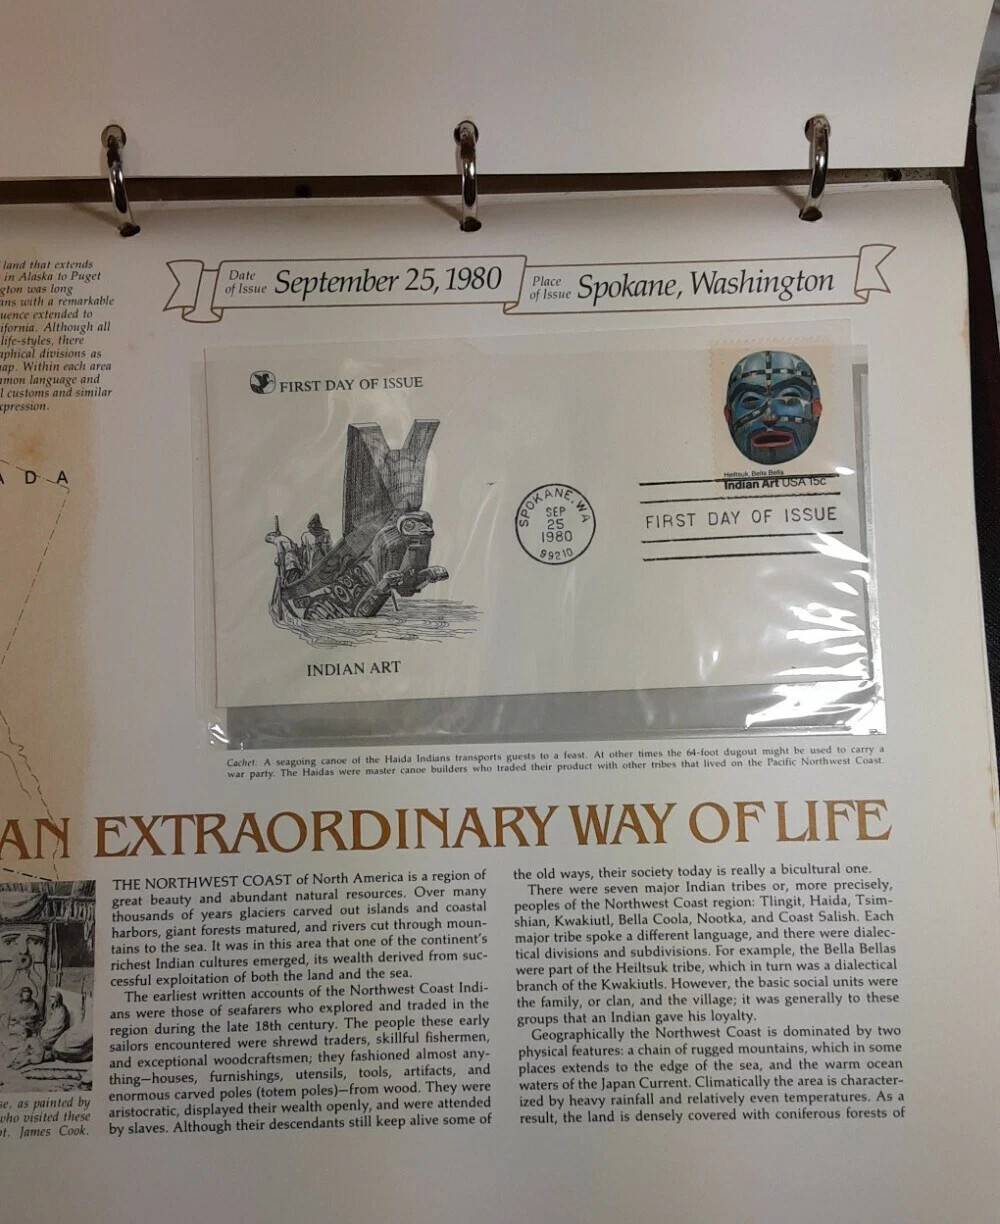 land that extends
in Alaska to Puget
gton was long
ans with a remarkable
uence extended to
ifornia. Although all
life-styles, there
aphical divisions as
ap. Within each area
mmon language and
l customs and similar
xpression.
A D A
Date of Issue September 25, 1980
Place of Issue Spokane, Washington
FIRST DAY OF ISSUE
INDIAN ART
SPOKANE, WA
SEP
25
1980
99210
Heiltsuk, Bella Bella
Indian Art USA 15c
FIRST DAY OF ISSUE
Cachet: A seagoing canoe of the Haida Indians transports guests to a feast. At other times the 64-foot dugout might be used to carry a
war party. The Haidas were master canoe builders who traded their product with other tribes that lived on the Pacific Northwest Coast.
AN EXTRAORDINARY WAY OF LIFE
THE NORTHWEST COAST of North America is a region of
great beauty and abundant natural resources. Over many
thousands of years glaciers carved out islands and coastal
harbors, giant forests matured, and rivers cut through moun-
tains to the sea. It was in this area that one of the continent's
richest Indian cultures emerged, its wealth derived from suc-
cessful exploitation of both the land and the sea.
The earliest written accounts of the Northwest Coast Indi-
ans were those of seafarers who explored and traded in the
region during the late 18th century. The people these early
sailors encountered were shrewd traders, skillful fishermen,
and exceptional woodcraftsmen; they fashioned almost any-
thing—houses, furnishings, utensils, tools, artifacts, and
enormous carved poles (totem poles)—from wood. They were
aristocratic, displayed their wealth openly, and were attended
by slaves. Although their descendants still keep alive some of
the old ways, their society today is really a bicultural one.
There were seven major Indian tribes or, more precisely,
peoples of the Northwest Coast region: Tlingit, Haida, Tsim-
shian, Kwakiutl, Bella Coola, Nootka, and Coast Salish. Each
major tribe spoke a different language, and there were dialec-
tical divisions and subdivisions. For example, the Bella Bellas
were part of the Heiltsuk tribe, which in turn was a dialectical
branch of the Kwakiutls. However, the basic social units were
the family, or clan, and the village; it was generally to these
groups that an Indian gave his loyalty.
Geographically the Northwest Coast is dominated by two
physical features: a chain of rugged mountains, which in some
places extends to the edge of the sea, and the warm ocean
waters of the Japan Current. Climatically the area is character-
ized by heavy rainfall and relatively even temperatures. As a
result, the land is densely covered with coniferous forests of
se, as painted by
who visited these
pt. James Cook.